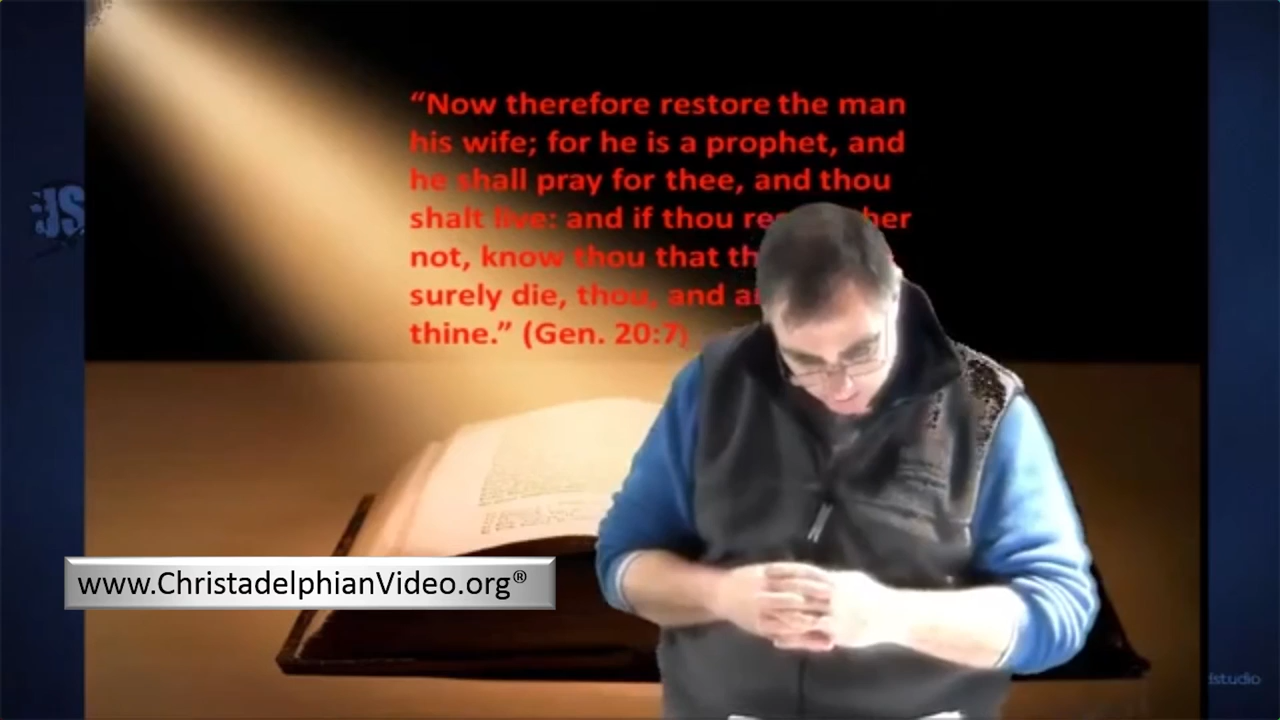 “Now therefore restore the man
his wife; for he is a prophet, and
he shall pray for thee, and thou
shalt live: and if thou her
not, know thou that
surely die, thou, and
thine.” (Gen. 20:7)
JS
www.ChristadelphianVideo.org®
dstudio